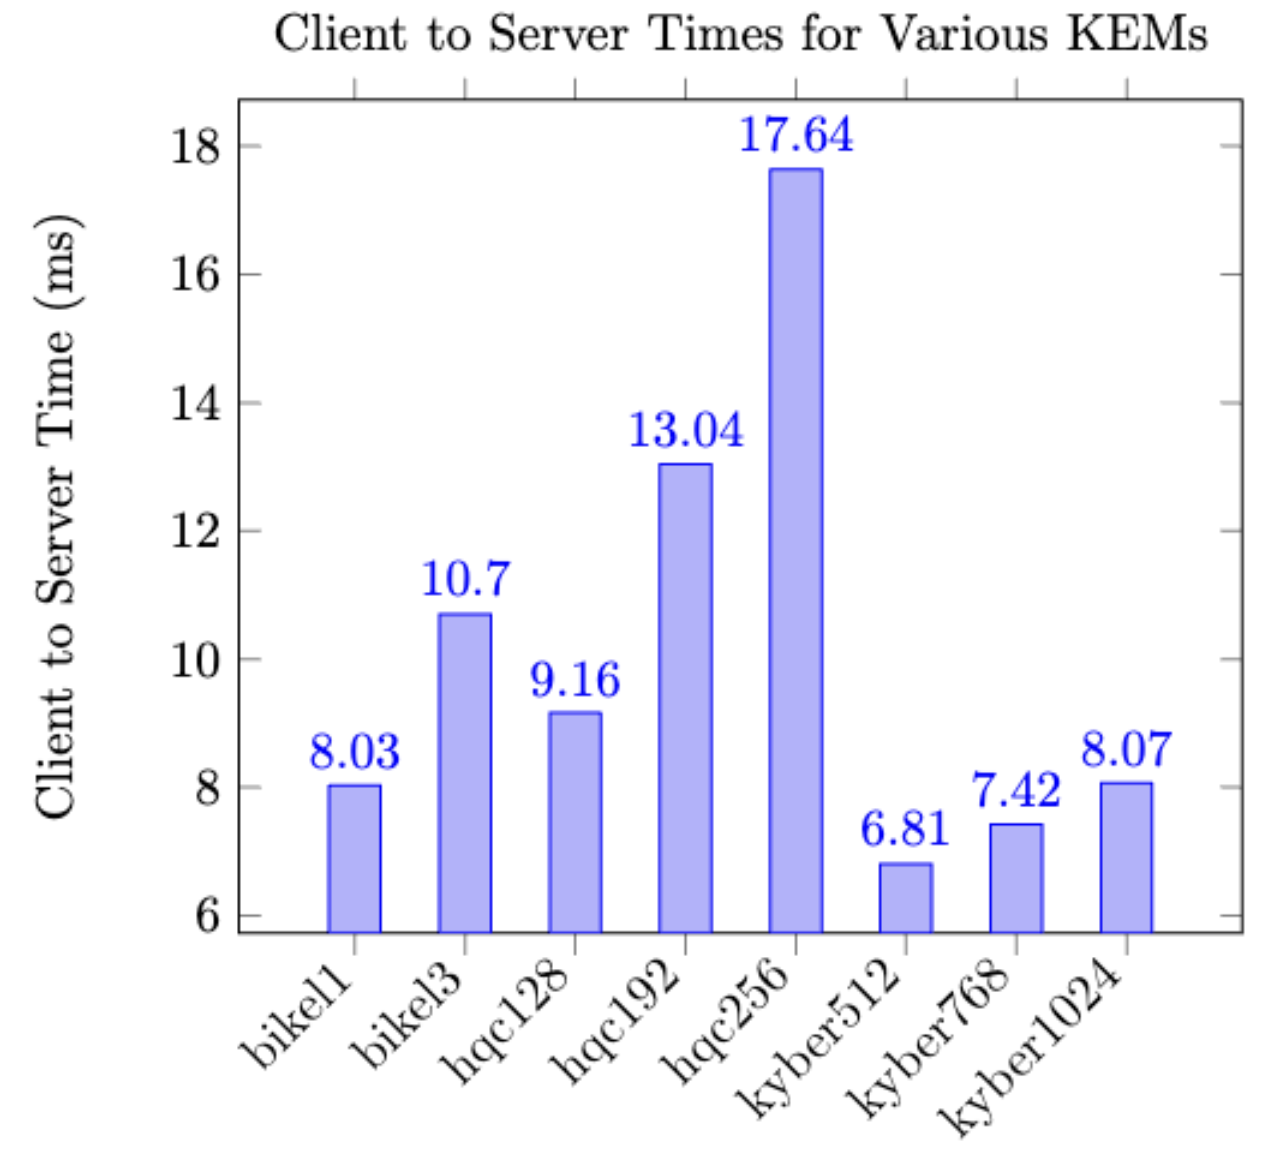 Client to Server Times for Various KEMs
Client to Server Time (ms)
18
16
14
12
10
8
6
8.03
10.7
9.16
13.04
17.64
6.81
7.42
8.07
bikel1
bikel3
hqc128
hqc192
hqc256
kyber512
kyber768
kyber1024